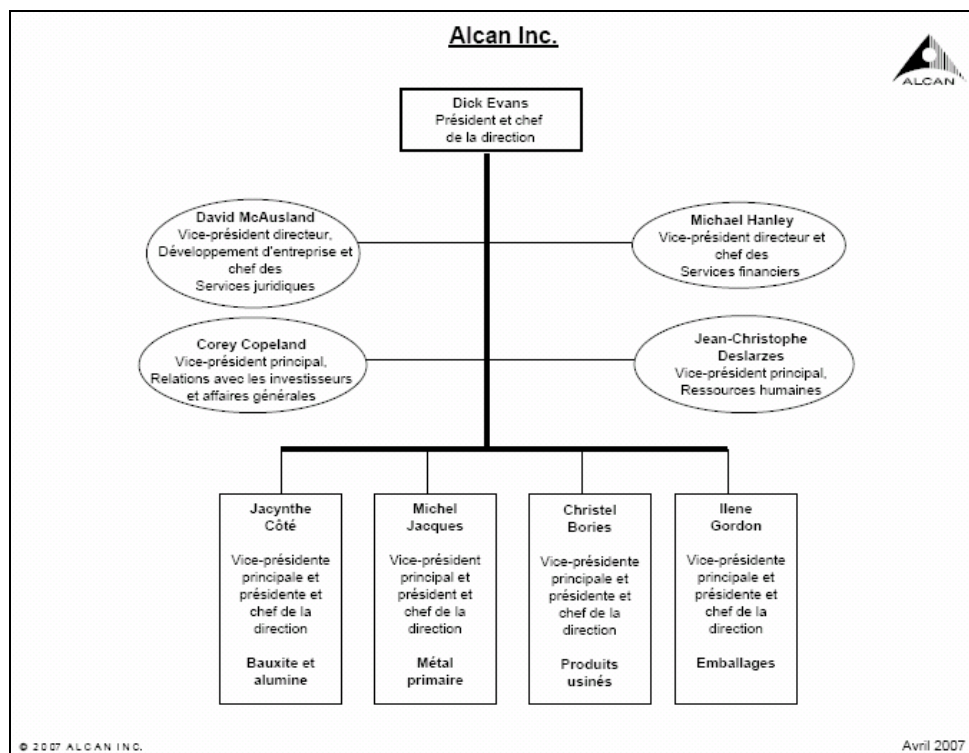 Alcan Inc.
ALCAN
Dick Evans
Président et chef
de la direction
David McAusland
Vice-président directeur,
Développement d'entreprise et
chef des
Services juridiques
Michael Hanley
Vice-président directeur et
chef des
Services financiers
Corey Copeland
Vice-président principal,
Relations avec les investisseurs
et affaires générales
Jean-Christophe
Deslarzes
Vice-président principal,
Ressources humaines
Jacynthe
Côté
Vice-présidente
principale et
présidente et
chef de la
direction
Bauxite et
alumine
Michel
Jacques
Vice-président
principal et
président et
chef de la
direction
Métal
primaire
Christel
Bories
Vice-présidente
principale et
présidente et
chef de la
direction
Produits
usinés
Ilene
Gordon
Vice-présidente
principale et
présidente et
chef de la
direction
Emballages
© 2007 ALCAN INC.
Avril 2007